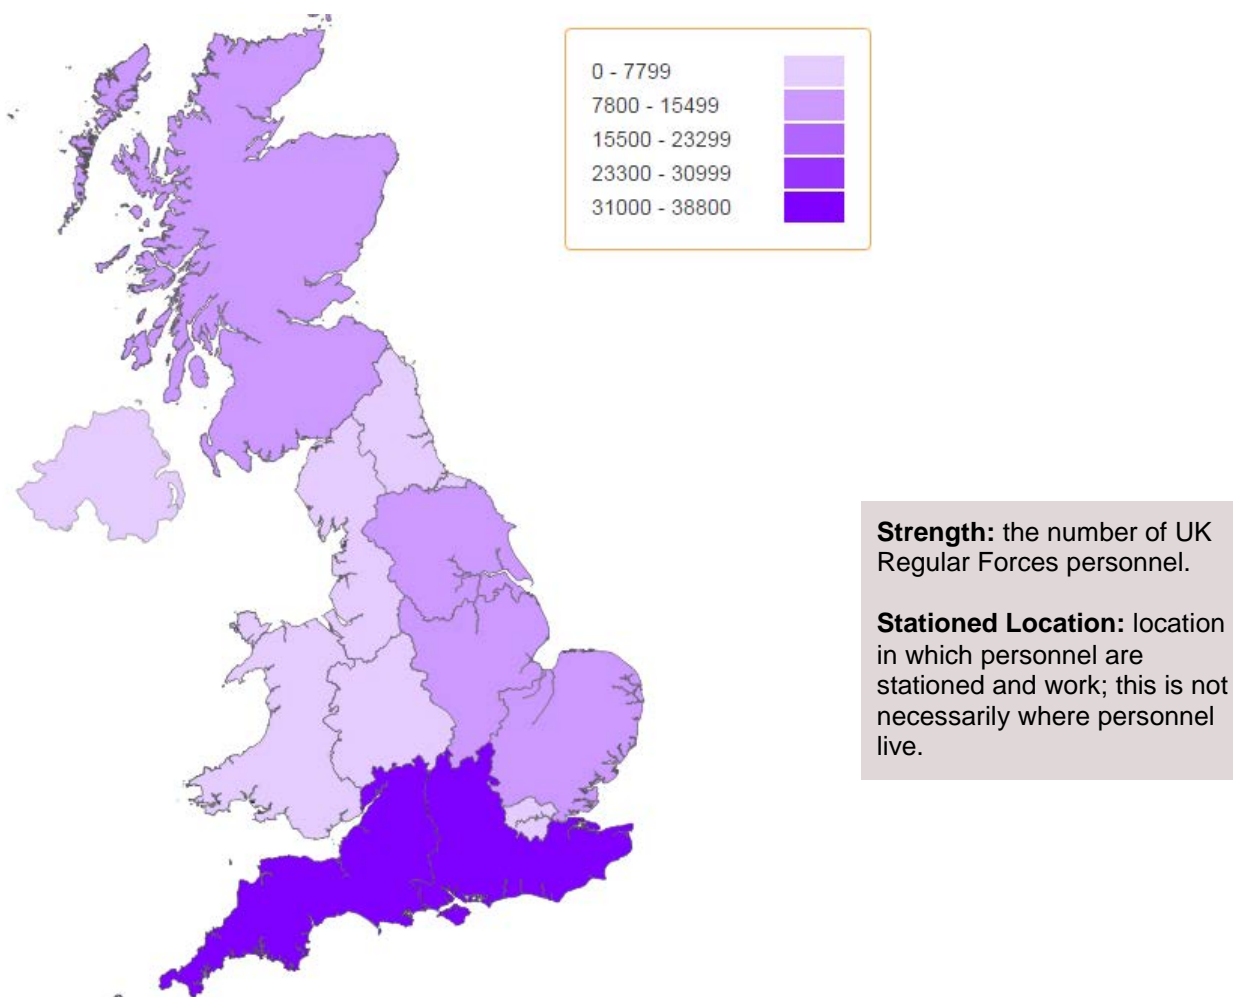 0 - 7799
7800 - 15499
15500 - 23299
23300 - 30999
31000 - 38800
Strength: the number of UK
Regular Forces personnel.
Stationed Location: location
in which personnel are
stationed and work; this is not
necessarily where personnel
live.